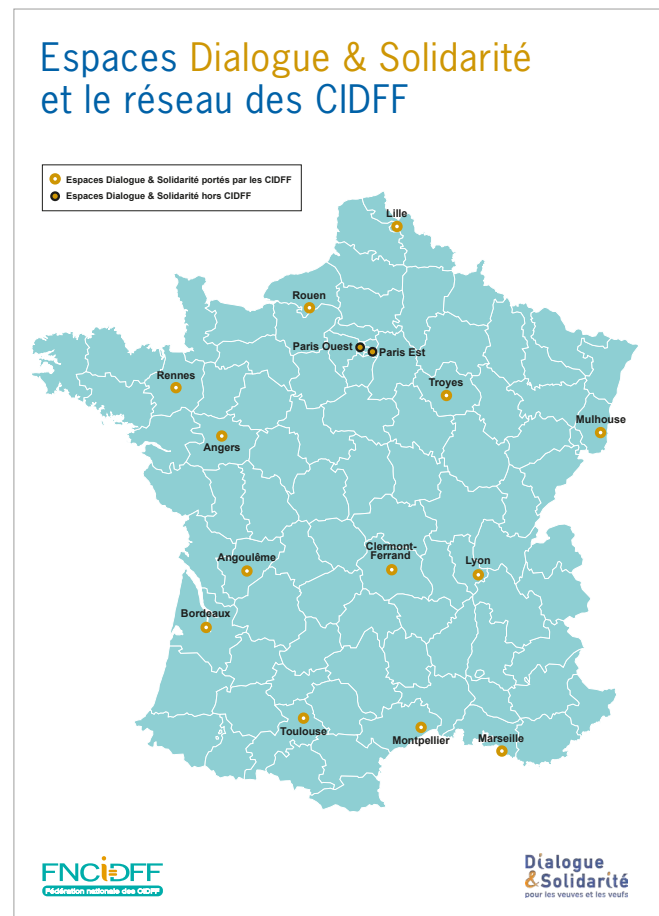 Espaces Dialogue & Solidarité
et le réseau des CIDFF
Espaces Dialogue & Solidarité portés par les CIDFF
Espaces Dialogue & Solidarité hors CIDFF
Lille
Rouen
Paris Ouest
Paris Est
Rennes
Troyes
Mulhouse
Angers
Clermont-
Ferrand
Angoulême
Lyon
Bordeaux
Toulouse
Montpellier
Marseille
FNCiDFF
Fédération nationale des CIDFF
Dialogue
&Solidarité
pour les veuves et les veufs